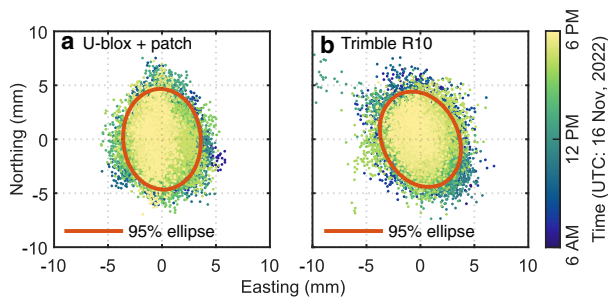 a U-blox + patch
b Trimble R10
10
5
0
-5
-10
Northing (mm)
95% ellipse
95% ellipse
-10 -5 0 5 10
-10 -5 0 5 10
Easting (mm)
6 PM
12 PM
6 AM
Time (UTC: 16 Nov, 2022)